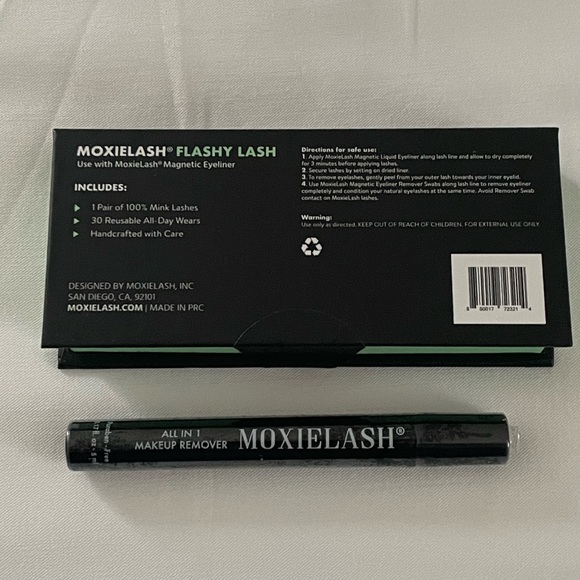 MOXIELASH® FLASHY LASH
Use with MoxieLash® Magnetic Eyeliner
INCLUDES:
1 Pair of 100% Mink Lashes
30 Reusable All-Day Wears
Handcrafted with Care
DESIGNED BY MOXIELASH, INC
SAN DIEGO, CA, 92101
MOXIELASH.COM | MADE IN PRC
Directions for safe use:
1. Apply MoxieLash Magnetic Liquid Eyeliner along lash line and allow to dry completely
for 3 minutes before applying lashes.
2. Secure lashes by setting on dried liner.
3. To remove eyelashes, gently peel from your outer lash towards your inner eyelid.
4. Use MoxieLash Magnetic Eyeliner Remover Swabs along lash line to remove eyeliner
completely and condition your natural eyelashes at the same time. Avoid Remover Swab
contact on MoxieLash lashes.
Warning:
Use only as directed. KEEP OUT OF REACH OF CHILDREN. FOR EXTERNAL USE ONLY
8 50017 72321 4
ALL IN 1
MAKEUP REMOVER
MOXIELASH®